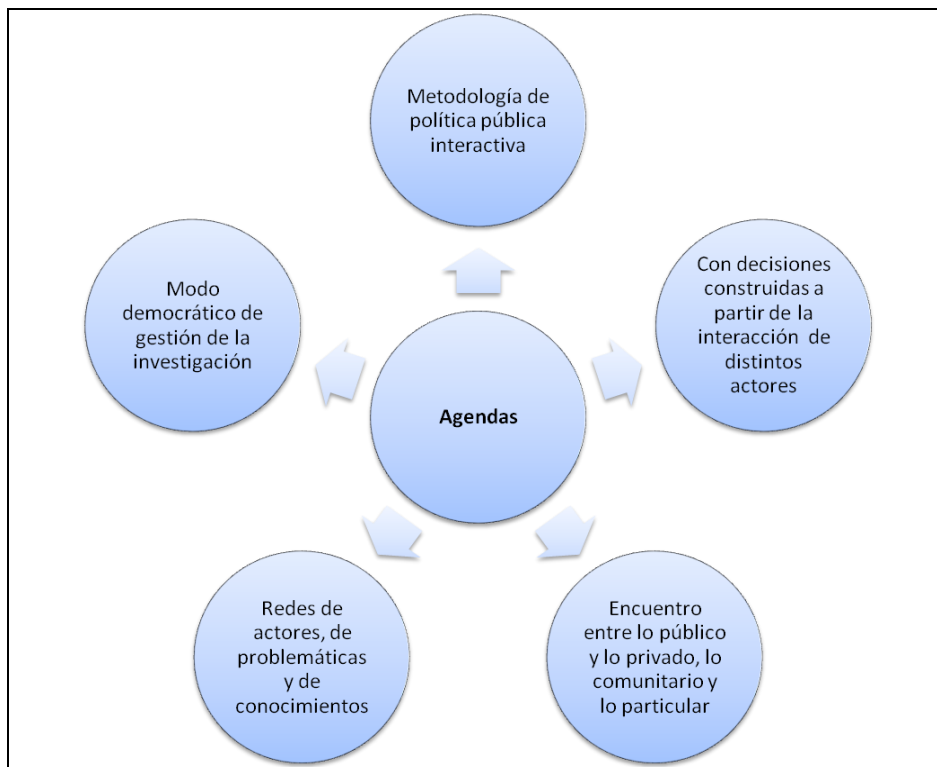 Metodología de
política pública
interactiva
Con decisiones
construidas a
partir de la
interacción de
distintos
actores
Encuentro
entre lo público
y lo privado, lo
comunitario y
lo particular
Redes de
actores, de
problemáticas
y de
conocimientos
Modo
democrático de
gestión de la
investigación
Agendas